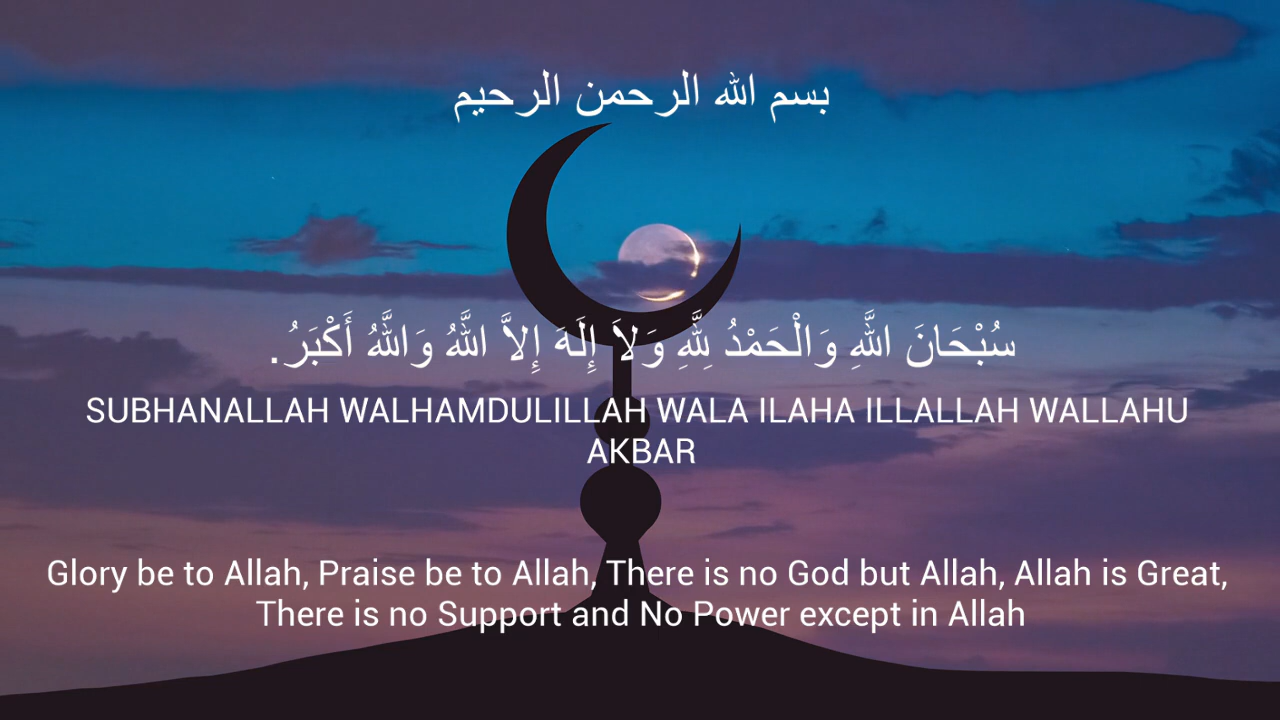 بسم الله الرحمن الرحيم
سُبْحَانَ اللَّهِ وَالْحَمْدُ لِلَّهِ وَلاَ إِلَهَ إِلاَّ اللَّهُ وَاللَّهُ أَكْبَرُ.
SUBHANALLAH WALHAMDULILLAH WALA ILAHA ILLALLAH WALLAHU
AKBAR
Glory be to Allah, Praise be to Allah, There is no God but Allah, Allah is Great,
There is no Support and No Power except in Allah